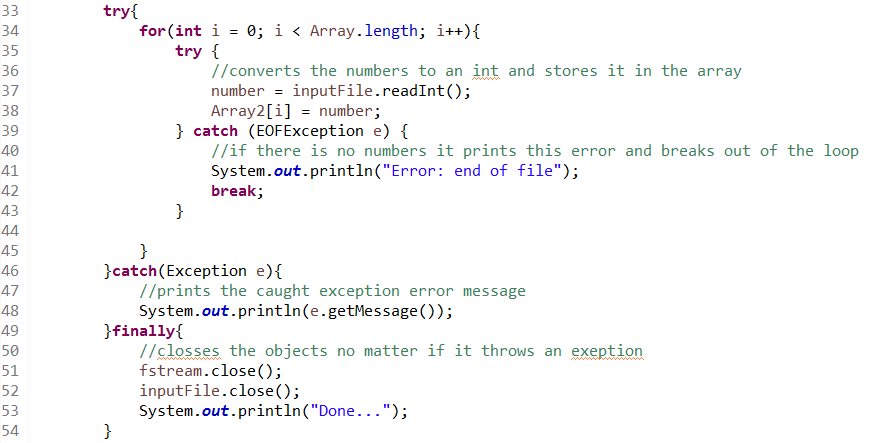 33 try{
34 for(int i = 0; i < Array.length; i++){
35 try {
36 //converts the numbers to an int and stores it in the array
37 number = inputFile.readInt();
38 Array2[i] = number;
39 } catch (EOFException e) {
40 //if there is no numbers it prints this error and breaks out of the loop
41 System.out.println("Error: end of file");
42 break;
43 }
44
45 }
46 }catch(Exception e){
47 //prints the caught exception error message
48 System.out.println(e.getMessage());
49 }finally{
50 //closses the objects no matter if it throws an exeption
51 fstream.close();
52 inputFile.close();
53 System.out.println("Done...");
54 }